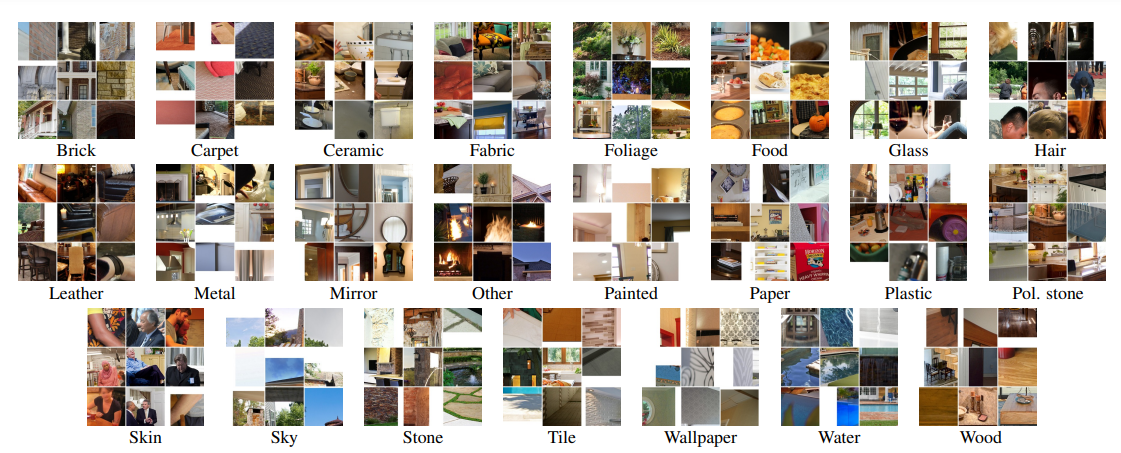 Brick Carpet Ceramic Fabric Foliage Food Glass Hair
Leather Metal Mirror Other Painted Paper Plastic Pol. stone
Skin Sky Stone Tile Wallpaper Water Wood